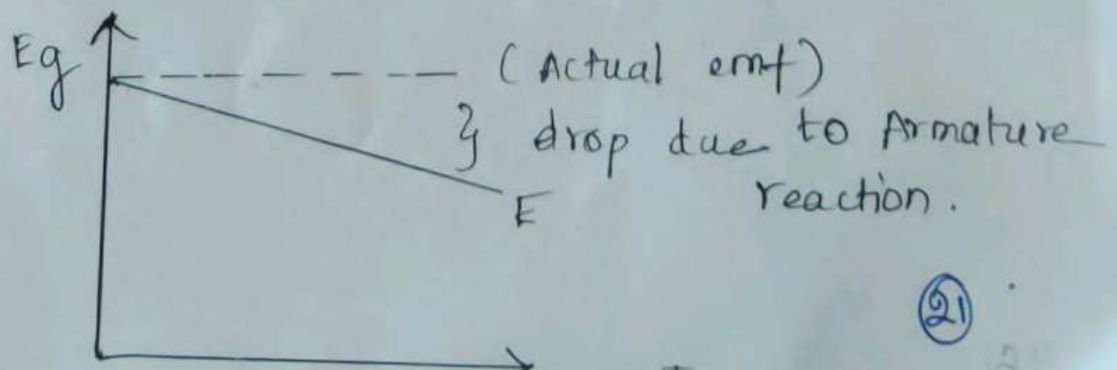 Eg
(Actual emf)
} drop due to Armature
reaction.
E
21